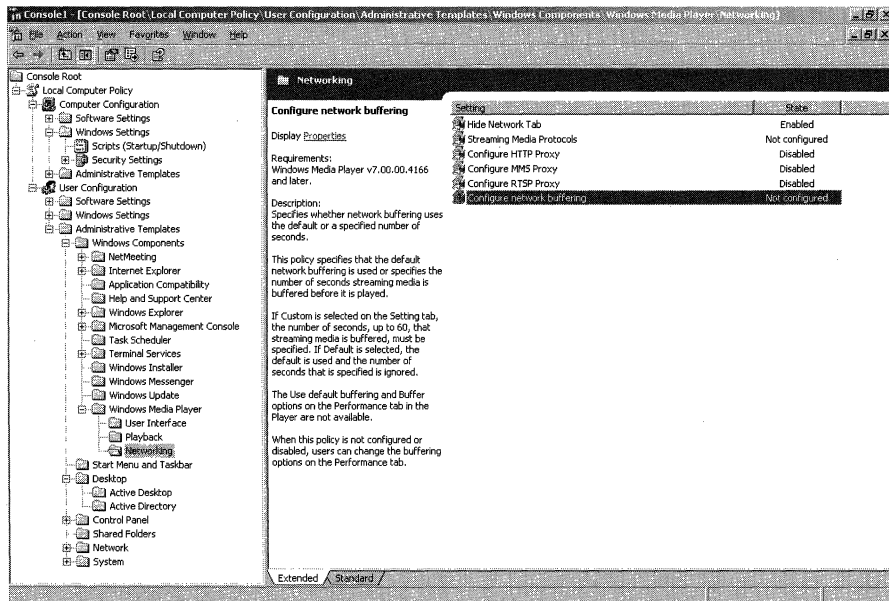 Console1 - [Console Root\Local Computer Policy\User Configuration\Administrative Templates\Windows Components\Windows Media Player\Networking]
File Action View Favorites Window Help
Console Root
Local Computer Policy
Computer Configuration
Software Settings
Windows Settings
Scripts (Startup/Shutdown)
Security Settings
Administrative Templates
User Configuration
Software Settings
Windows Settings
Administrative Templates
Windows Components
NetMeeting
Internet Explorer
Application Compatibility
Help and Support Center
Windows Explorer
Microsoft Management Console
Task Scheduler
Terminal Services
Windows Installer
Windows Messenger
Windows Update
Windows Media Player
User Interface
Playback
Networking
Start Menu and Taskbar
Desktop
Active Desktop
Active Directory
Control Panel
Shared Folders
Network
System
Networking
Configure network buffering
Display Properties
Requirements:
Windows Media Player v7.00.00.4166
and later.
Description:
Specifies whether network buffering uses
the default or a specified number of
seconds.
This policy specifies that the default
network buffering is used or specifies the
number of seconds streaming media is
buffered before it is played.
If Custom is selected on the Setting tab,
the number of seconds, up to 60, that
streaming media is buffered, must be
specified. If Default is selected, the
default is used and the number of
seconds that is specified is ignored.
The Use default buffering and Buffer
options on the Performance tab in the
Player are not available.
When this policy is not configured or
disabled, users can change the buffering
options on the Performance tab.
Setting State
Hide Network Tab Enabled
Streaming Media Protocols Not configured
Configure HTTP Proxy Disabled
Configure MMS Proxy Disabled
Configure RTSP Proxy Disabled
Configure network buffering Not configured
Extended Standard